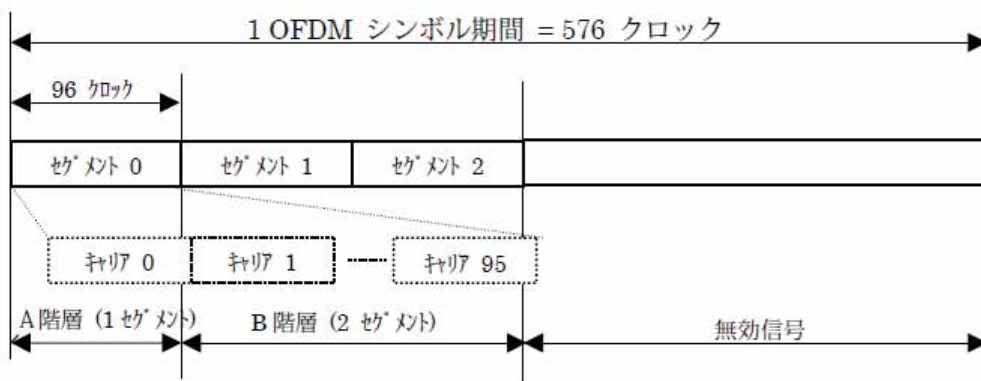 1 OFDM シンボル期間 = 576 クロック
96 ｸﾛｯｸ
ｾｸﾞﾒﾝﾄ 0 ｾｸﾞﾒﾝﾄ 1 ｾｸﾞﾒﾝﾄ 2
ｷｬﾘｱ 0 ｷｬﾘｱ 1 ｷｬﾘｱ 95
A階層 (1 ｾｸﾞﾒﾝﾄ) B 階層 (2 ｾｸﾞﾒﾝﾄ) 無効信号